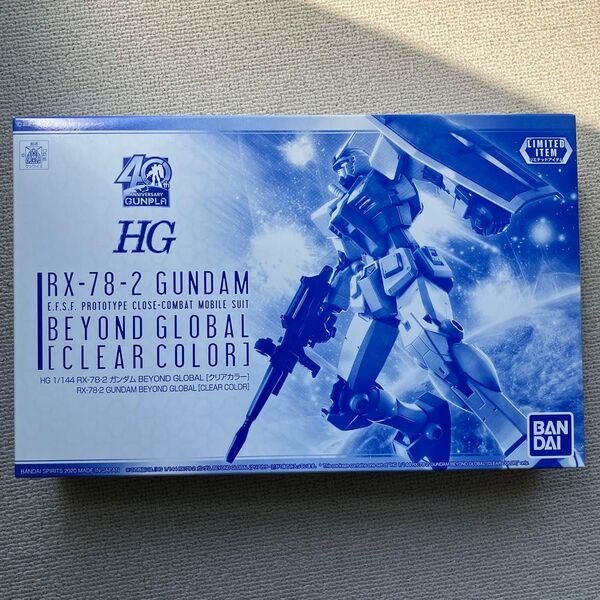 LIMITED
ITEM
リミテッドアイテム
40th
ANNIVERSARY
GUNPLA
HG
RX-78-2 GUNDAM
E.F.S.F. PROTOTYPE CLOSE-COMBAT MOBILE SUIT
BEYOND GLOBAL
[CLEAR COLOR]
HG 1/144 RX-78-2 ガンダム BEYOND GLOBAL [クリアカラー]
RX-78-2 GUNDAM BEYOND GLOBAL [CLEAR COLOR]
BAN
DAI
BANDAI SPIRITS 2020 MADE IN JAPAN